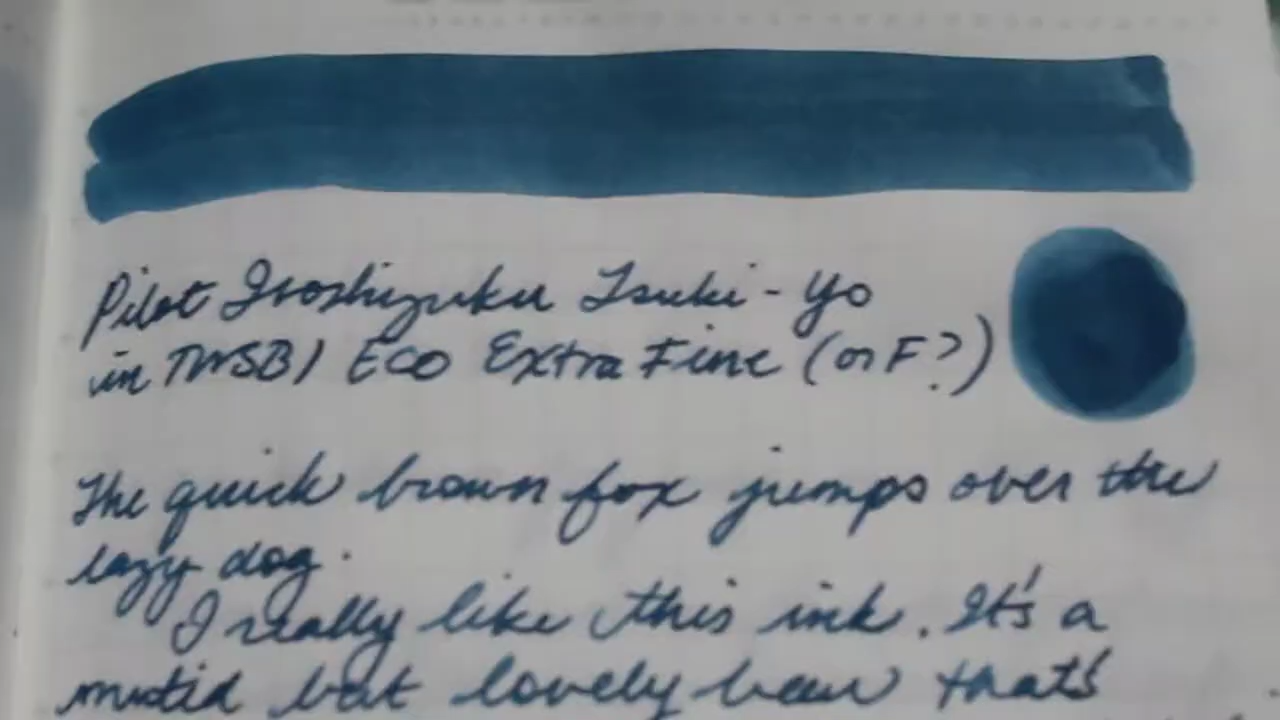 Pilot Iroshizuku Tsuki-Yo
in TWSBI ECO Extra Fine (or F?)
The quick brown fox jumps over the
lazy dog.
I really like this ink. It's a
muted but lovely that's